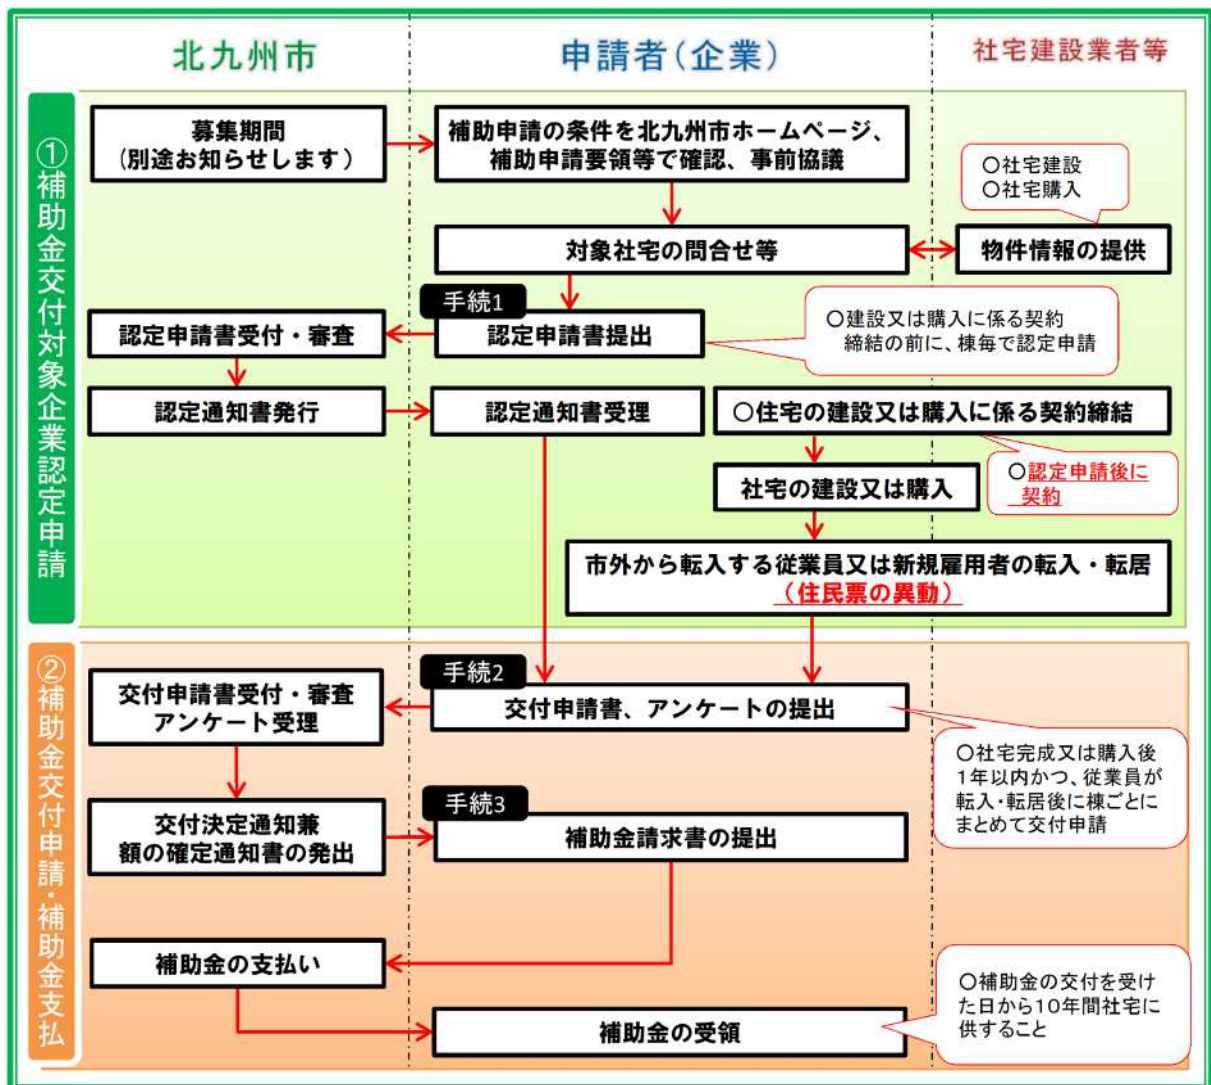 北九州市
申請者(企業)
社宅建設業者等
①補助金交付対象企業認定申請
募集期間
(別途お知らせします)
補助申請の条件を北九州市ホームページ、
補助申請要領等で確認、事前協議
〇社宅建設
〇社宅購入
対象社宅の問合せ等
物件情報の提供
手続1
認定申請書受付・審査
認定申請書提出
〇建設又は購入に係る契約
締結の前に、棟毎で認定申請
認定通知書発行
認定通知書受理
〇住宅の建設又は購入に係る契約締結
社宅の建設又は購入
〇認定申請後に
契約
市外から転入する従業員又は新規雇用者の転入・転居
(住民票の異動)
②補助金交付申請・補助金支払
手続2
交付申請書受付・審査
アンケート受理
交付申請書、アンケートの提出
〇社宅完成又は購入後
1年以内かつ、従業員が
転入・転居後に棟ごとに
まとめて交付申請
手続3
交付決定通知兼
額の確定通知書の発出
補助金請求書の提出
補助金の支払い
〇補助金の交付を受け
た日から10年間社宅に
供すること
補助金の受領